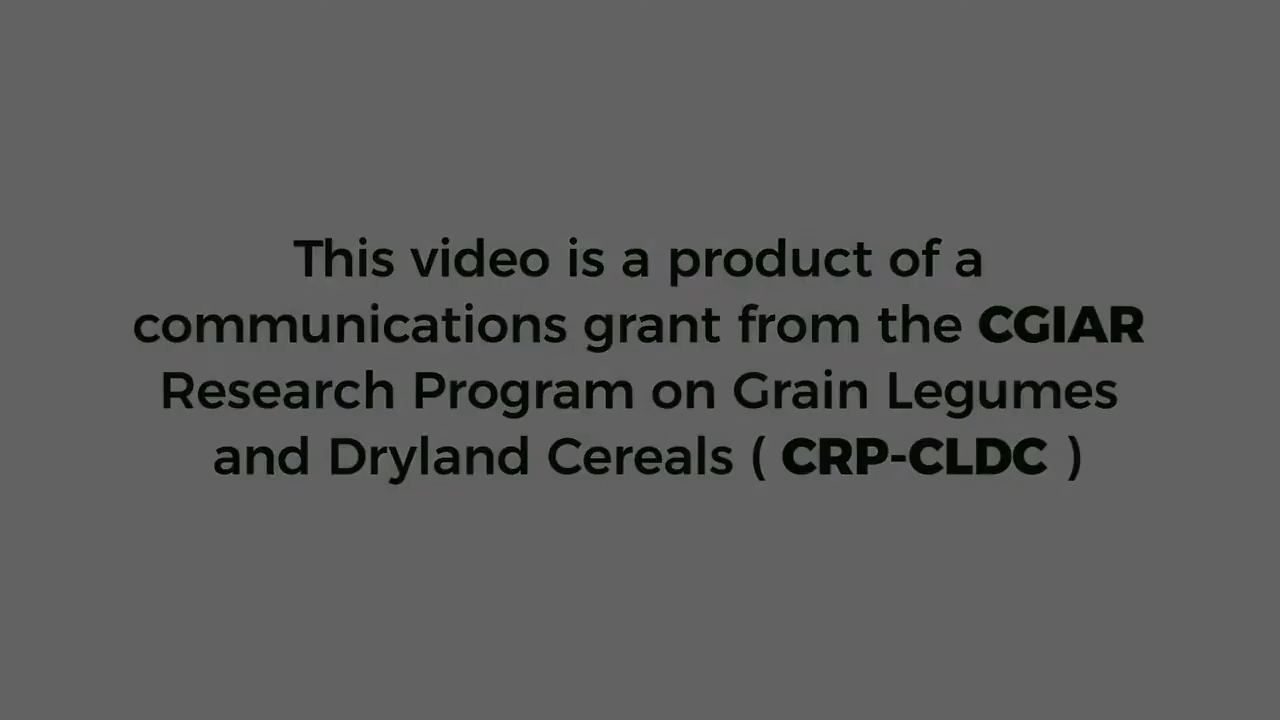 This video is a product of a
communications grant from the CGIAR
Research Program on Grain Legumes
and Dryland Cereals ( CRP-CLDC )